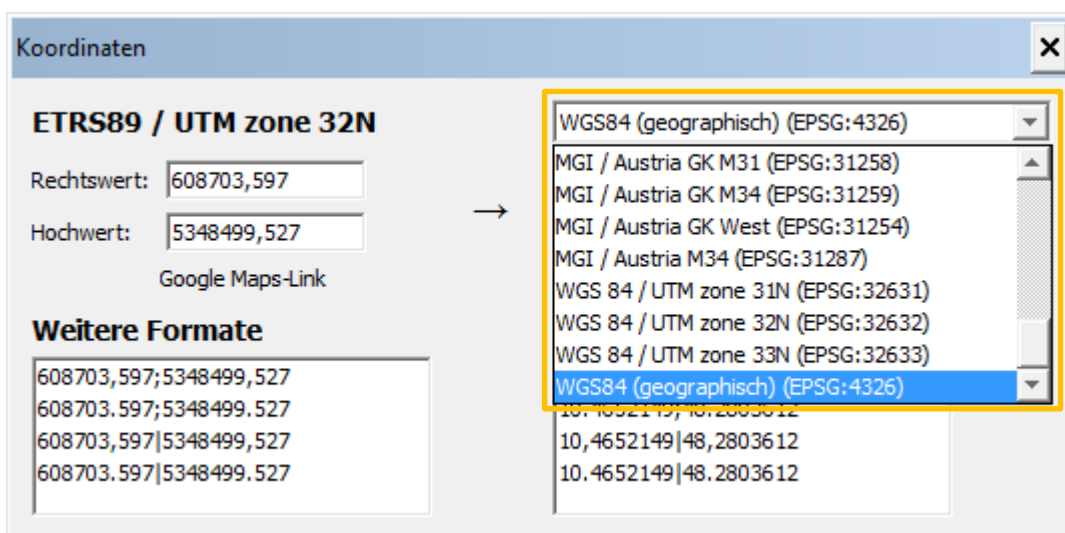 Koordinaten
ETRS89 / UTM zone 32N
Rechtswert: 608703,597
Hochwert: 5348499,527
Google Maps-Link
→
WGS84 (geographisch) (EPSG:4326)
MGI / Austria GK M31 (EPSG:31258)
MGI / Austria GK M34 (EPSG:31259)
MGI / Austria GK West (EPSG:31254)
MGI / Austria M34 (EPSG:31287)
WGS 84 / UTM zone 31N (EPSG:32631)
WGS 84 / UTM zone 32N (EPSG:32632)
WGS 84 / UTM zone 33N (EPSG:32633)
WGS84 (geographisch) (EPSG:4326)
Weitere Formate
608703,597;5348499,527
608703,597;5348499.527
608703,597|5348499,527
608703.597|5348499.527
10,4652149|48,2803612
10.4652149|48.2803612